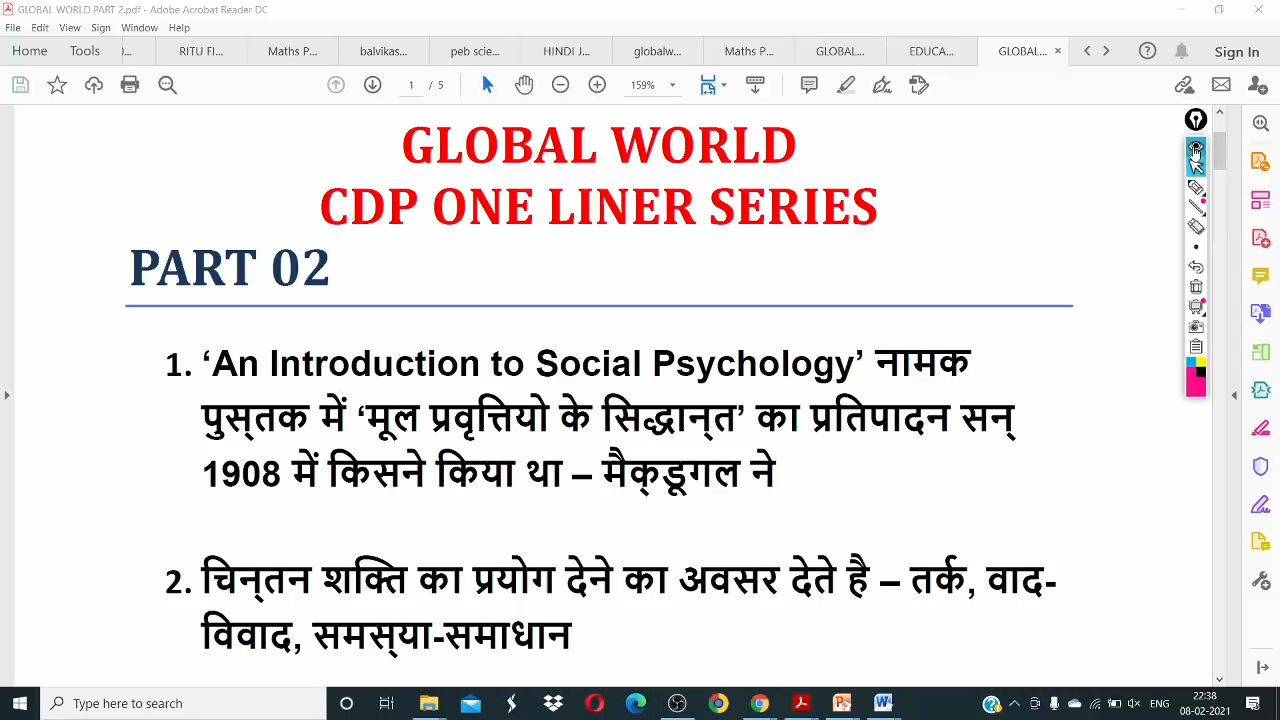 GLOBAL WORLD PART 2.pdf - Adobe Acrobat Reader DC
File Edit View Sign Window Help
Home Tools ).. RITU FI... Maths P... balvikas... peb scie... HINDI J... globalw... Maths P... GLOBAL... EDUCA... GLOBAL... × Sign In
1 / 5 159%
GLOBAL WORLD
CDP ONE LINER SERIES
PART 02
1. ‘An Introduction to Social Psychology’ नामक
पुस्तक में ‘मूल प्रवृत्तियो के सिद्धान्त’ का प्रतिपादन सन्
1908 में किसने किया था – मैक्डूगल ने
2. चिन्तन शक्ति का प्रयोग देने का अवसर देते है – तर्क, वाद-
विवाद, समस्या-समाधान
Type here to search
ENG
22:38
08-02-2021